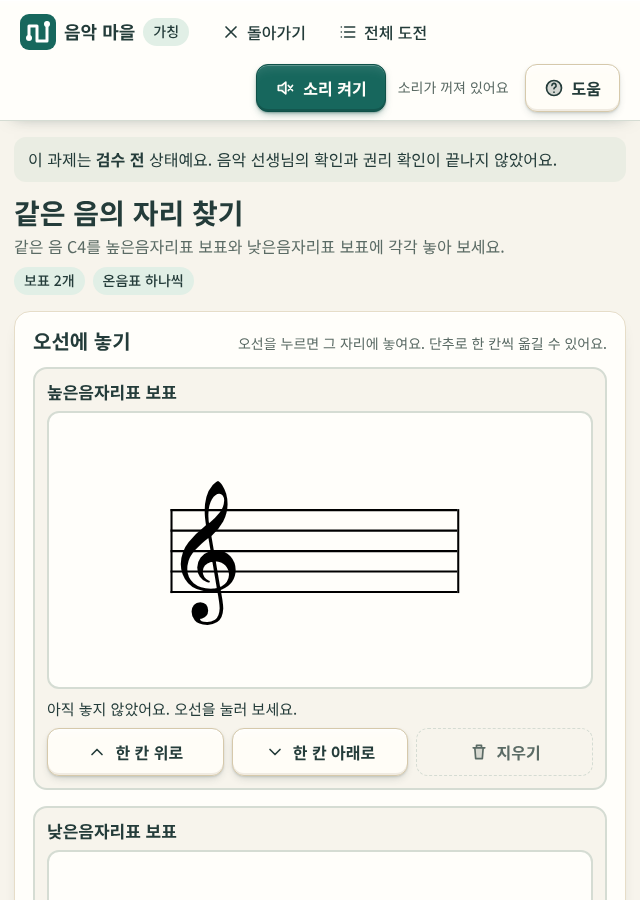 음악 마을 가칭 돌아가기 전체 도전
소리 켜기 소리가 꺼져 있어요 도움
이 과제는 검수 전 상태예요. 음악 선생님의 확인과 권리 확인이 끝나지 않았어요.
같은 음의 자리 찾기
같은 음 C4를 높은음자리표 보표와 낮은음자리표 보표에 각각 놓아 보세요.
보표 2개 온음표 하나씩
오선에 놓기 오선을 누르면 그 자리에 놓여요. 단추로 한 칸씩 옮길 수 있어요.
높은음자리표 보표
아직 놓지 않았어요. 오선을 눌러 보세요.
한 칸 위로 한 칸 아래로 지우기
낮은음자리표 보표